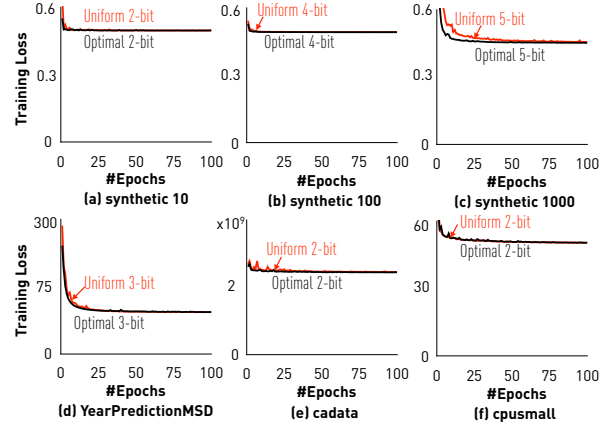 Training Loss
0.6
0.3
0
Uniform 2-bit
Optimal 2-bit
0 25 50 75 100
#Epochs
(a) synthetic 10
0.6
0.3
0
Uniform 4-bit
Optimal 4-bit
0 25 50 75 100
#Epochs
(b) synthetic 100
0.6
0.3
0
Uniform 5-bit
Optimal 5-bit
0 25 50 75 100
#Epochs
(c) synthetic 1000
Training Loss
300
75
0
Uniform 3-bit
Optimal 3-bit
0 25 50 75 100
#Epochs
(d) YearPredictionMSD
x10⁹
2
0
Uniform 2-bit
Optimal 2-bit
0 25 50 75 100
#Epochs
(e) cadata
60
30
0
Uniform 2-bit
Optimal 2-bit
0 25 50 75 100
#Epochs
(f) cpusmall